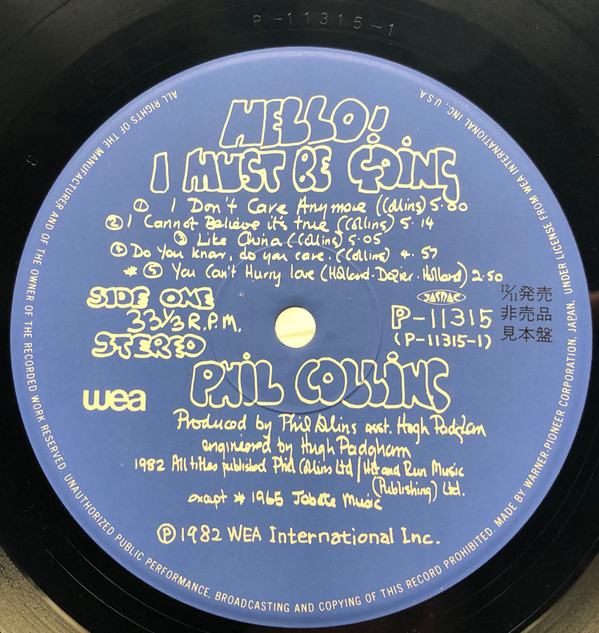 P-11315-1
HELLO!
I MUST BE GOING
① I Don't Care Anymore (Collins) 5.00
② I Cannot Believe it's true (Collins) 5.14
③ Like China (Collins) 5.05
④ Do You know, do you care. (Collins) 4.57
* ⑤ You Can't Hurry love (Holland. Dozier. Holland) 2.50
SIDE ONE
33 1/3 R.P.M.
STEREO
JASRAC
P-11315
(P-11315-1)
12/11発売
非売品
見本盤
PHIL COLLINS
wea
Produced by Phil Collins asst. Hugh Padgham
engineered by Hugh Padgham
1982 All titles published Phil Collins Ltd/Hit and Run Music
(Publishing) Ltd.
except * 1965 Jobete Music
℗ 1982 WEA International Inc.
ALL RIGHTS OF THE MANUFACTURER AND OF THE OWNER OF THE RECORDED WORK RESERVED. UNAUTHORIZED PUBLIC PERFORMANCE, BROADCASTING AND COPYING OF THIS RECORD PROHIBITED. MADE BY WARNER-PIONEER CORPORATION, JAPAN, UNDER LICENSE FROM WEA INTERNATIONAL INC., U.S.A.